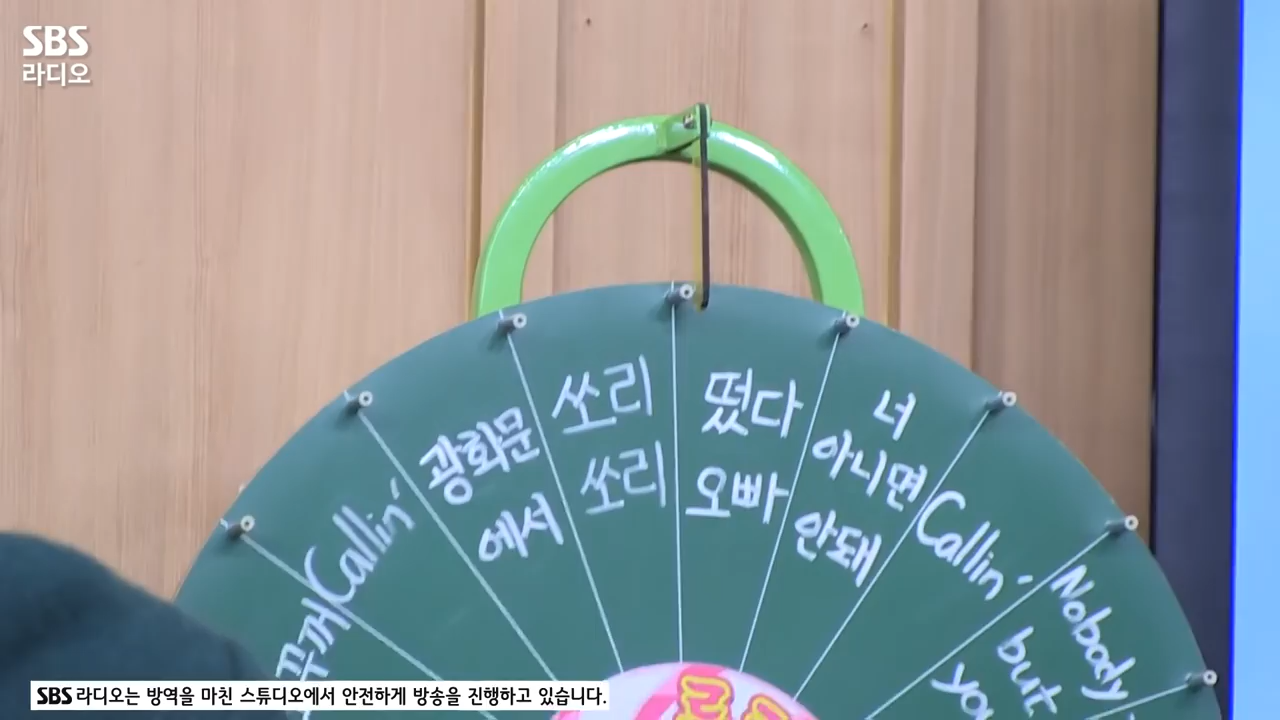 SBS
라디오
꾸꺼
Callin'
광화문
에서
쏘리
쏘리
떴다
오빠
너
아니면
안돼
Callin'
Nobody
but
you
SBS 라디오는 방역을 마친 스튜디오에서 안전하게 방송을 진행하고 있습니다.